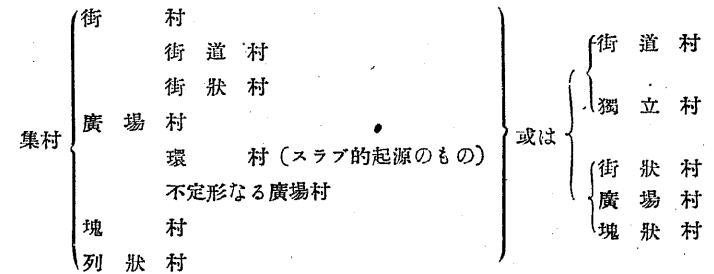 集村
街村
街道村
街狀村
廣場村
環村(スラブ的起源のもの)
不定形なる廣場村
塊村
列狀村
或は
街道村
獨立村
街狀村
廣場村
塊狀村